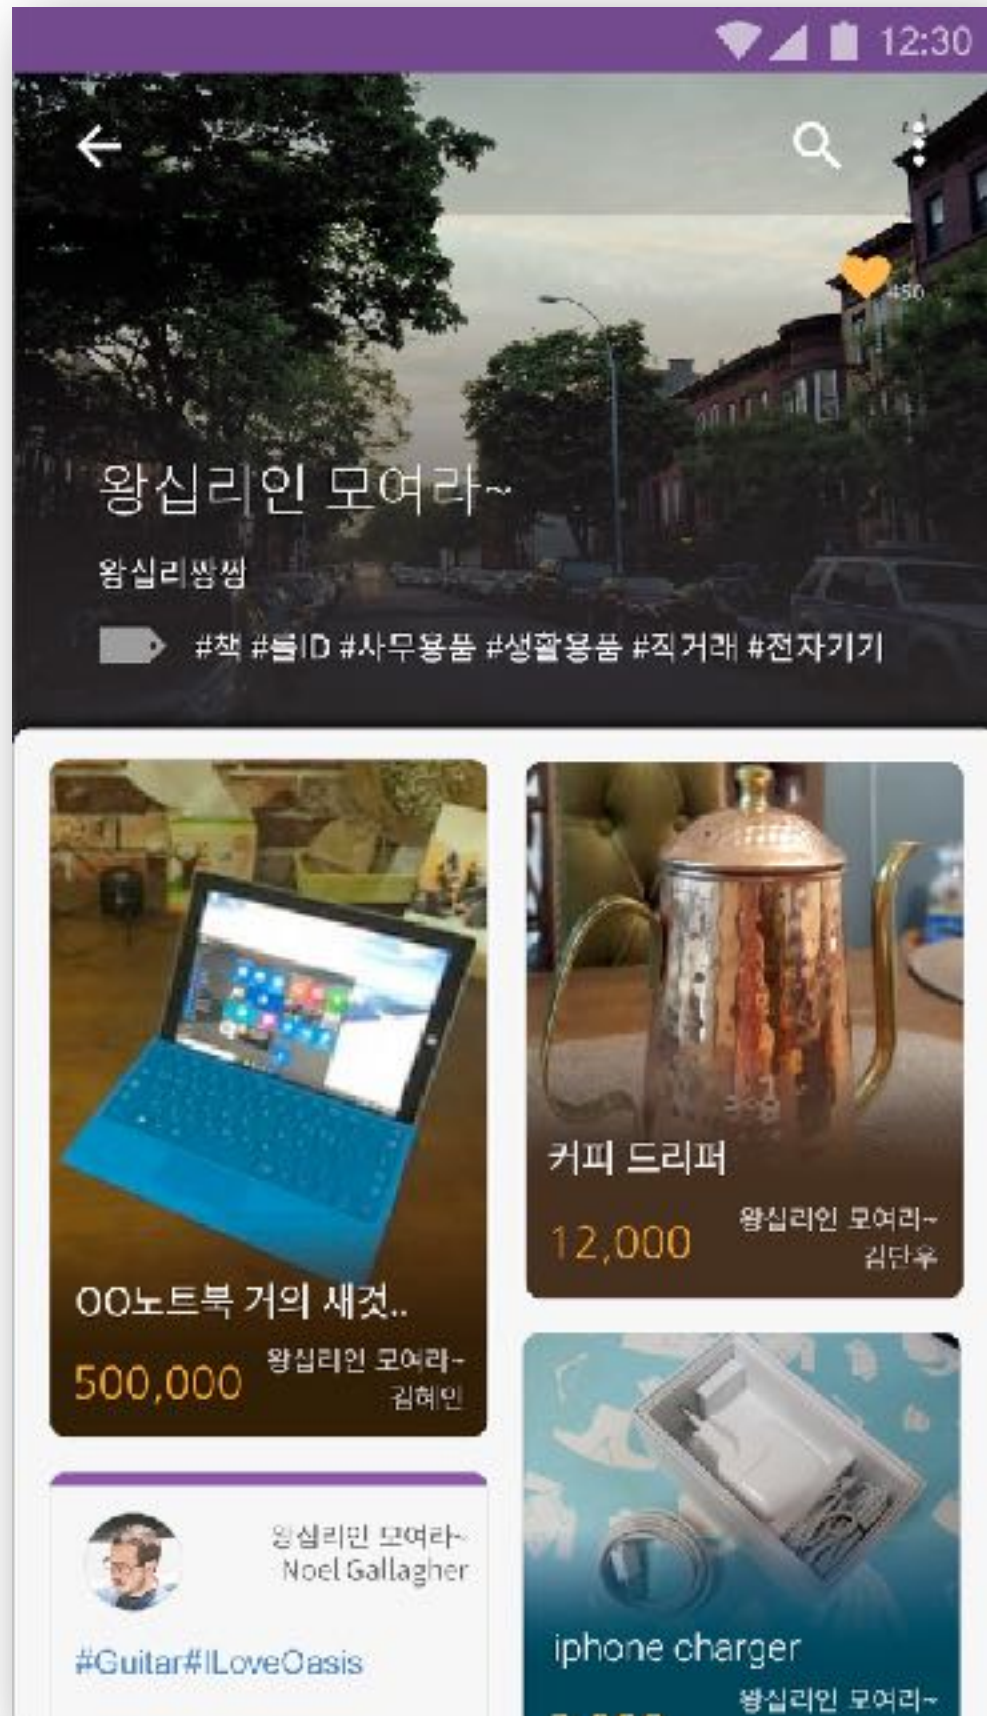 12:30
450
왕십리인 모여라~
왕십리짱짱
#책 #롤ID #사무용품 #생활용품 #직거래 #전자기기
OO노트북 거의 새것..
500,000
왕십리인 모여라~
김혜인
커피 드리퍼
12,000
왕십리인 모여라~
김단우
왕십리인 모여라~
Noel Gallagher
#Guitar#ILoveOasis
iphone charger
왕십리인 모여라~